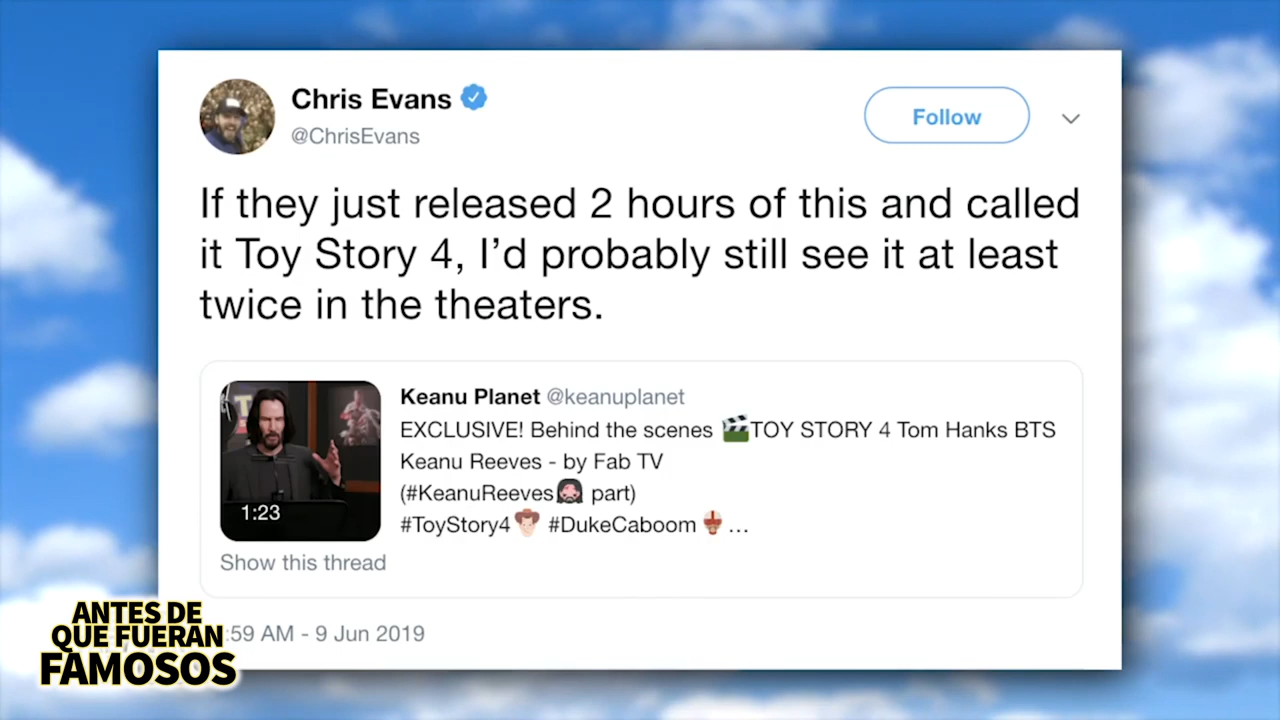 Chris Evans
@ChrisEvans
Follow
If they just released 2 hours of this and called
it Toy Story 4, I’d probably still see it at least
twice in the theaters.
Keanu Planet @keanuplanet
EXCLUSIVE! Behind the scenes 🎬TOY STORY 4 Tom Hanks BTS
Keanu Reeves - by Fab TV
(#KeanuReeves part)
#ToyStory4 #DukeCaboom ...
1:23
Show this thread
:59 AM - 9 Jun 2019
ANTES DE
QUE FUERAN
FAMOSOS